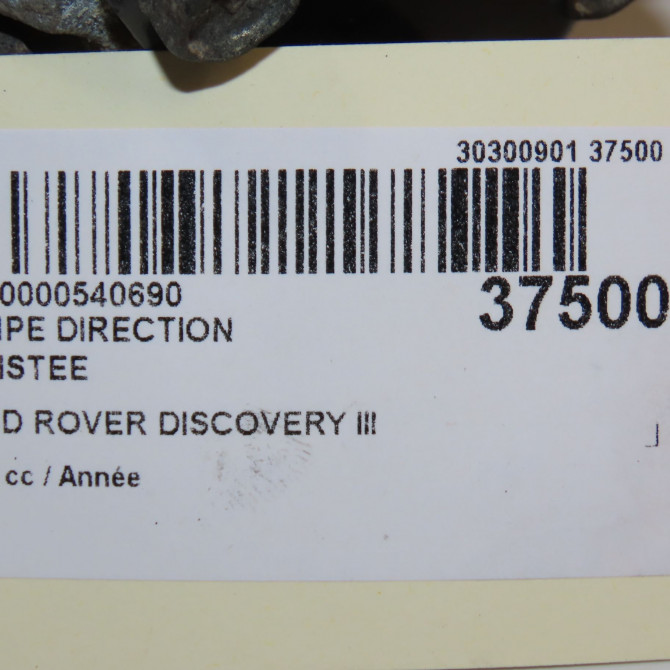 30300901 37500
0000540690
37500
IPE DIRECTION
ISTEE
D ROVER DISCOVERY III
cc / Année